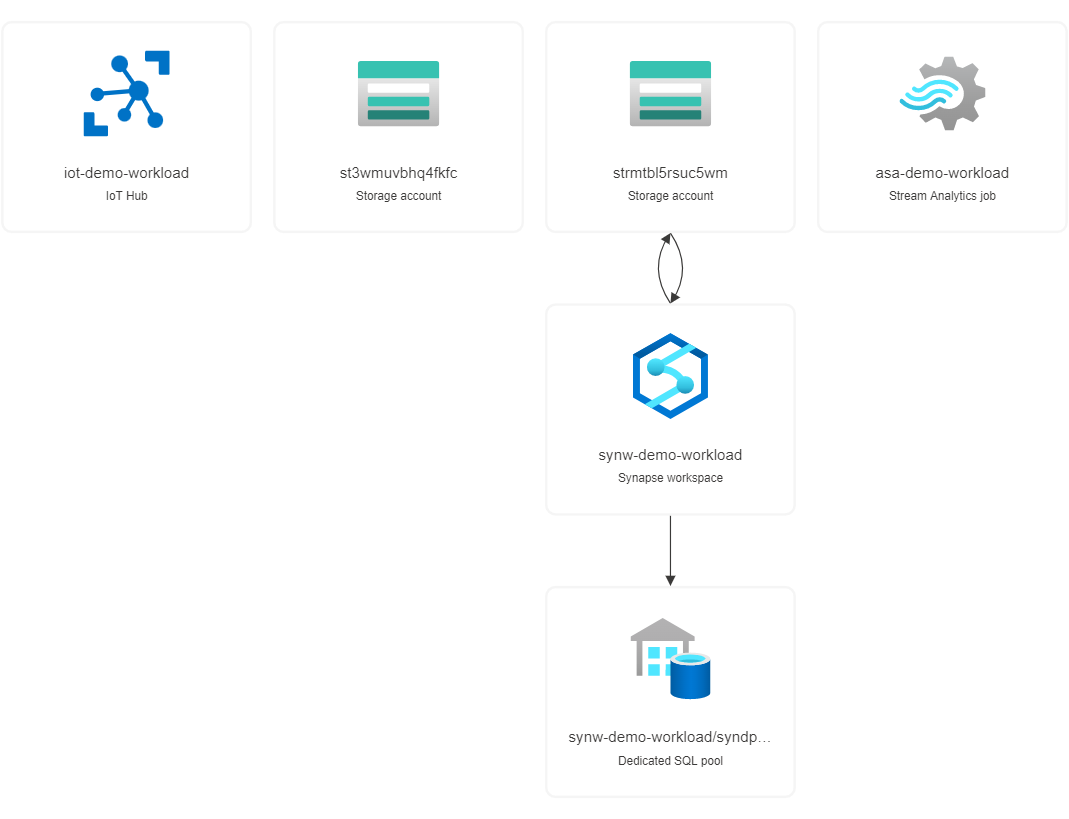 iot-demo-workload
IoT Hub
st3wmuvbhq4fkfc
Storage account
strmtbl5rsuc5wm
Storage account
asa-demo-workload
Stream Analytics job
synw-demo-workload
Synapse workspace
synw-demo-workload/syndp…
Dedicated SQL pool